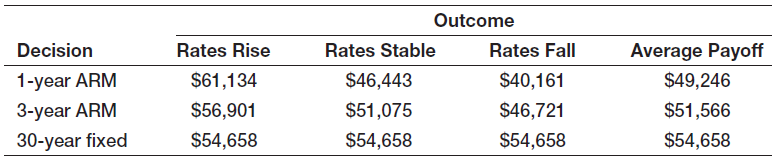 Outcome
Decision Rates Rise Rates Stable Rates Fall Average Payoff
1-year ARM $61,134 $46,443 $40,161 $49,246
3-year ARM $56,901 $51,075 $46,721 $51,566
30-year fixed $54,658 $54,658 $54,658 $54,658